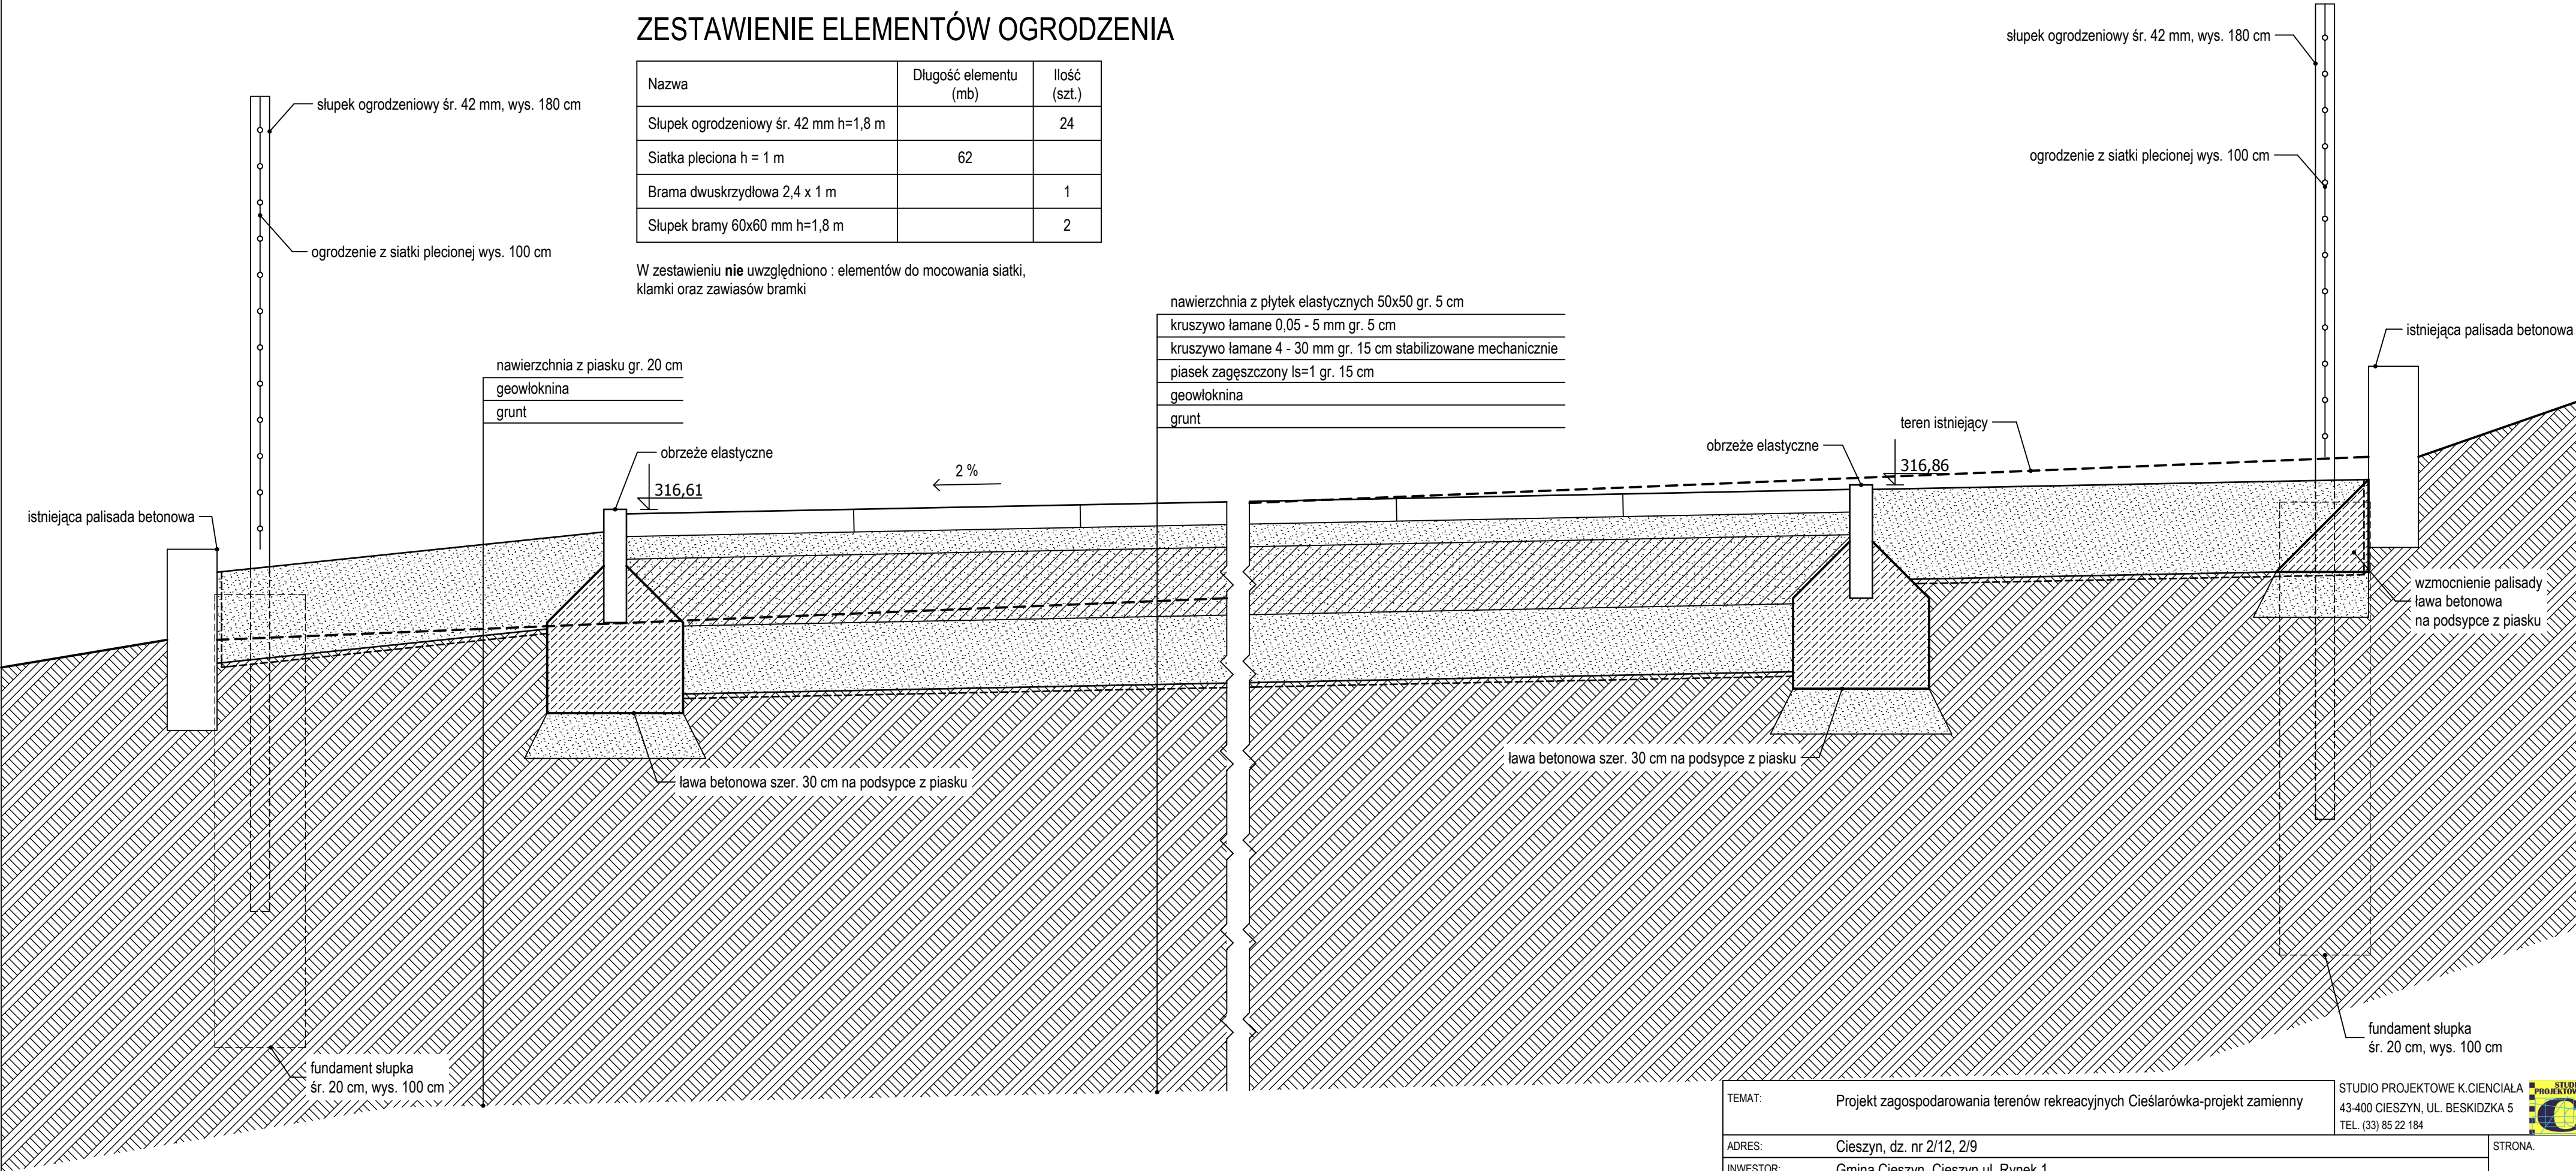 ZESTAWIENIE ELEMENTÓW OGRODZENIA
Nazwa Długość elementu (mb) Ilość (szt.)
Słupek ogrodzeniowy śr. 42 mm h=1,8 m 24
Siatka pleciona h = 1 m 62
Brama dwuskrzydłowa 2,4 x 1 m 1
Słupek bramy 60x60 mm h=1,8 m 2
W zestawieniu nie uwzględniono : elementów do mocowania siatki,
klamki oraz zawiasów bramki
słupek ogrodzeniowy śr. 42 mm, wys. 180 cm
ogrodzenie z siatki plecionej wys. 100 cm
słupek ogrodzeniowy śr. 42 mm, wys. 180 cm
ogrodzenie z siatki plecionej wys. 100 cm
istniejąca palisada betonowa
nawierzchnia z płytek elastycznych 50x50 gr. 5 cm
kruszywo łamane 0,05 - 5 mm gr. 5 cm
kruszywo łamane 4 - 30 mm gr. 15 cm stabilizowane mechanicznie
piasek zagęszczony Is=1 gr. 15 cm
geowłoknina
grunt
nawierzchnia z piasku gr. 20 cm
geowłoknina
grunt
obrzeże elastyczne
316,61
2 %
obrzeże elastyczne
teren istniejący
316,86
istniejąca palisada betonowa
wzmocnienie palisady
ława betonowa
na podsypce z piasku
ława betonowa szer. 30 cm na podsypce z piasku
ława betonowa szer. 30 cm na podsypce z piasku
fundament słupka
śr. 20 cm, wys. 100 cm
fundament słupka
śr. 20 cm, wys. 100 cm
TEMAT: Projekt zagospodarowania terenów rekreacyjnych Cieślarówka-projekt zamienny
STUDIO PROJEKTOWE K.CIENCIAŁA
43-400 CIESZYN, UL. BESKIDZKA 5
TEL. (33) 85 22 184
ADRES: Cieszyn, dz. nr 2/12, 2/9
STRONA.
INWESTOR: Gmina Cieszyn, Cieszyn ul. Rynek 1